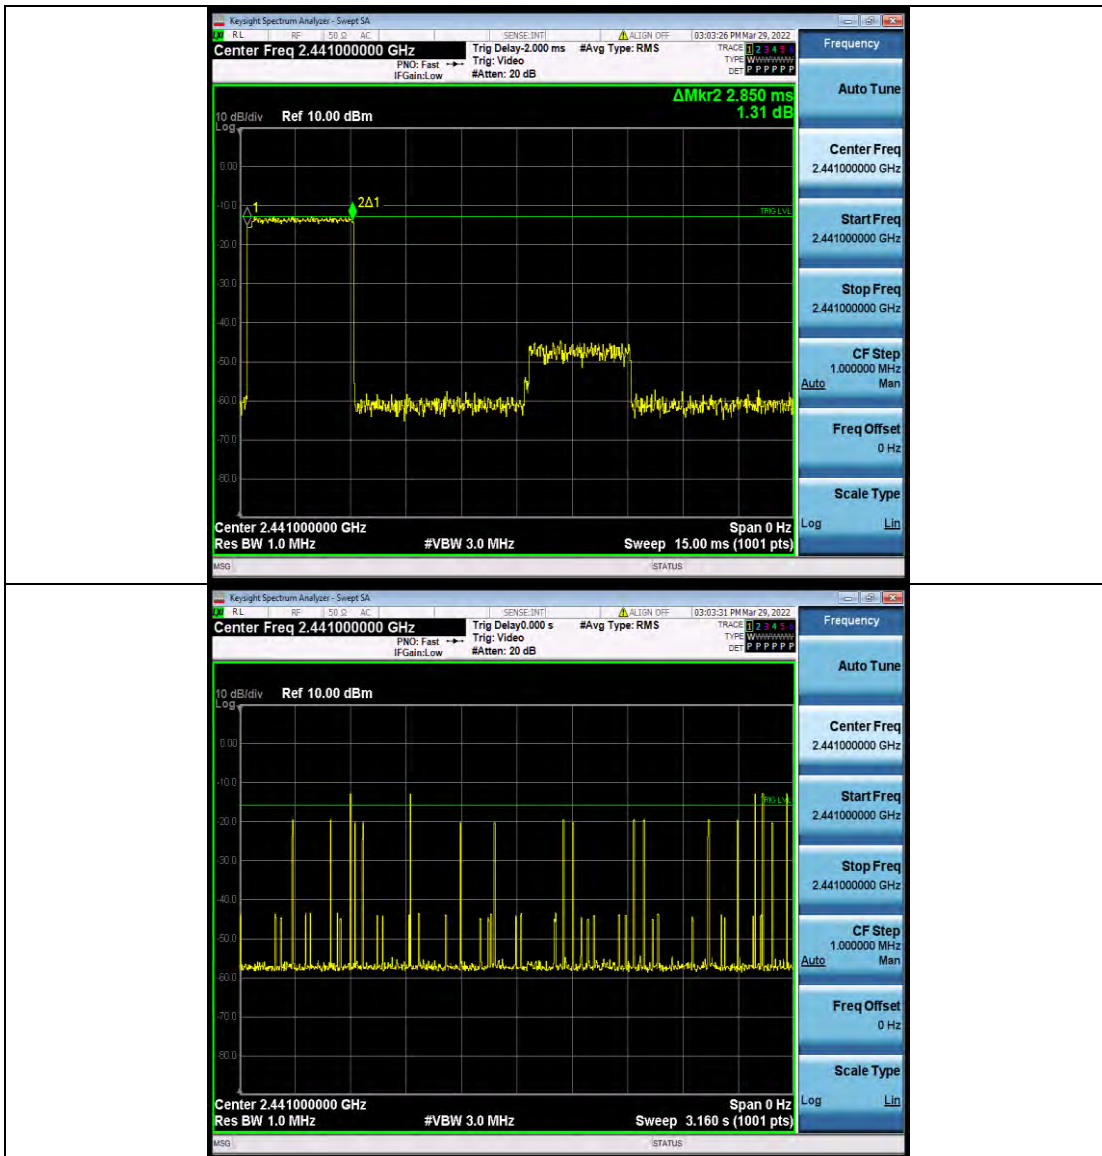 Keysight Spectrum Analyzer - Swept SA
RL RF 50 Ω AC SENSE:INT ALIGN OFF 03:03:26 PM Mar 29, 2022
Center Freq 2.441000000 GHz Trig Delay-2.000 ms #Avg Type: RMS TRACE 1 2 3 4 5 6
PNO: Fast Trig: Video TYPE WWWWWW
IFGain:Low #Atten: 20 dB DET P P P P P P
Frequency
ΔMkr2 2.850 ms
1.31 dB
10 dB/div Ref 10.00 dBm
Log
0.00
-10.0
1
2Δ1
TRIG LVL
-20.0
-30.0
-40.0
-50.0
-60.0
-70.0
-80.0
Center 2.441000000 GHz Span 0 Hz
Res BW 1.0 MHz #VBW 3.0 MHz Sweep 15.00 ms (1001 pts)
MSG STATUS
Auto Tune
Center Freq
2.441000000 GHz
Start Freq
2.441000000 GHz
Stop Freq
2.441000000 GHz
CF Step
1.000000 MHz
Auto Man
Freq Offset
0 Hz
Scale Type
Log Lin
Keysight Spectrum Analyzer - Swept SA
RL RF 50 Ω AC SENSE:INT ALIGN OFF 03:03:31 PM Mar 29, 2022
Center Freq 2.441000000 GHz Trig Delay0.000 s #Avg Type: RMS TRACE 1 2 3 4 5 6
PNO: Fast Trig: Video TYPE WWWWWW
IFGain:Low #Atten: 20 dB DET P P P P P P
Frequency
10 dB/div Ref 10.00 dBm
Log
0.00
-10.0
TRIG LVL
-20.0
-30.0
-40.0
-50.0
-60.0
-70.0
-80.0
Center 2.441000000 GHz Span 0 Hz
Res BW 1.0 MHz #VBW 3.0 MHz Sweep 3.160 s (1001 pts)
MSG STATUS
Auto Tune
Center Freq
2.441000000 GHz
Start Freq
2.441000000 GHz
Stop Freq
2.441000000 GHz
CF Step
1.000000 MHz
Auto Man
Freq Offset
0 Hz
Scale Type
Log Lin